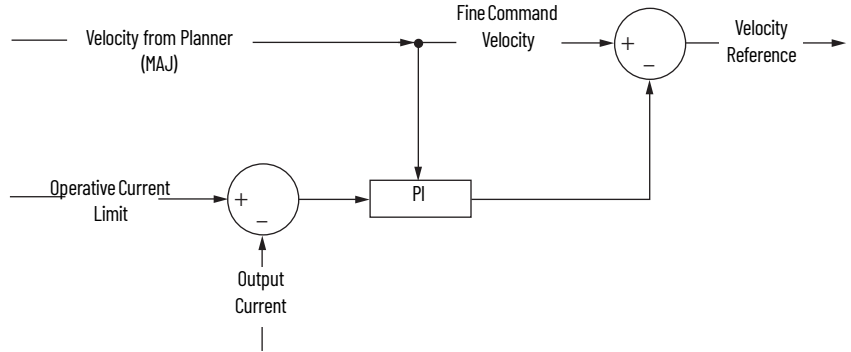 Velocity from Planner
(MAJ)
Fine Command
Velocity
+
−
Velocity
Reference
Operative Current
Limit
+
−
PI
Output
Current